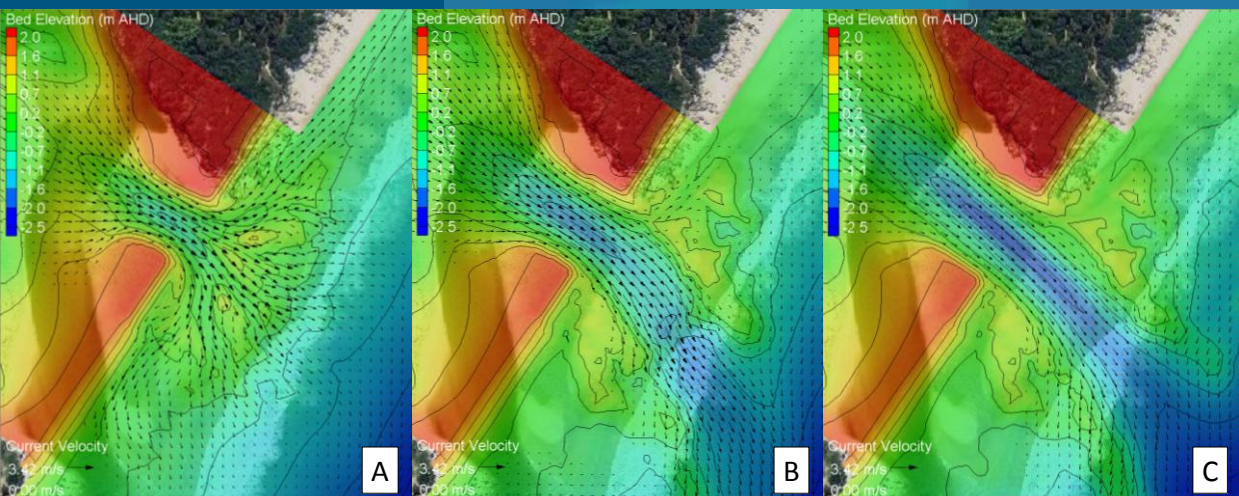 Bed Elevation (m AHD)
2.0
1.6
1.1
0.7
0.2
0.2
0.7
1.1
1.6
2.0
2.5
Current Velocity
3.42 m/s
0.00 m/s
A
Bed Elevation (m AHD)
2.0
1.6
1.1
0.7
0.2
0.2
0.7
1.1
1.6
2.0
2.5
Current Velocity
3.42 m/s
0.00 m/s
B
Bed Elevation (m AHD)
2.0
1.6
1.1
0.7
0.2
0.2
0.7
1.1
1.6
2.0
2.5
Current Velocity
3.42 m/s
0.00 m/s
C